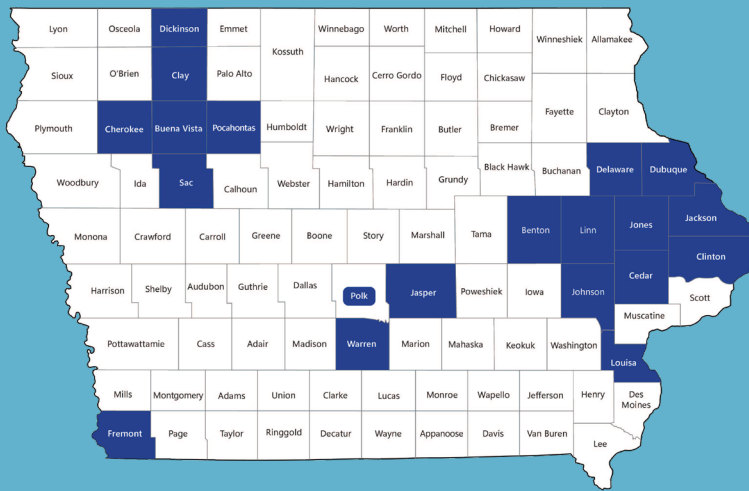 Lyon
Osceola
Dickinson
Emmet
Kossuth
Winnebago
Worth
Mitchell
Howard
Winneshiek
Allamakee
Sioux
O'Brien
Clay
Palo Alto
Hancock
Cerro Gordo
Floyd
Chickasaw
Fayette
Clayton
Plymouth
Cherokee
Buena Vista
Pocahontas
Humboldt
Wright
Franklin
Butler
Bremer
Woodbury
Ida
Sac
Calhoun
Webster
Hamilton
Hardin
Grundy
Black Hawk
Buchanan
Delaware
Dubuque
Monona
Crawford
Carroll
Greene
Boone
Story
Marshall
Tama
Benton
Linn
Jones
Jackson
Clinton
Harrison
Shelby
Audubon
Guthrie
Dallas
Polk
Jasper
Poweshiek
Iowa
Johnson
Cedar
Scott
Muscatine
Pottawattamie
Cass
Adair
Madison
Warren
Marion
Mahaska
Keokuk
Washington
Louisa
Mills
Montgomery
Adams
Union
Clarke
Lucas
Monroe
Wapello
Jefferson
Henry
Des
Moines
Fremont
Page
Taylor
Ringgold
Decatur
Wayne
Appanoose
Davis
Van Buren
Lee